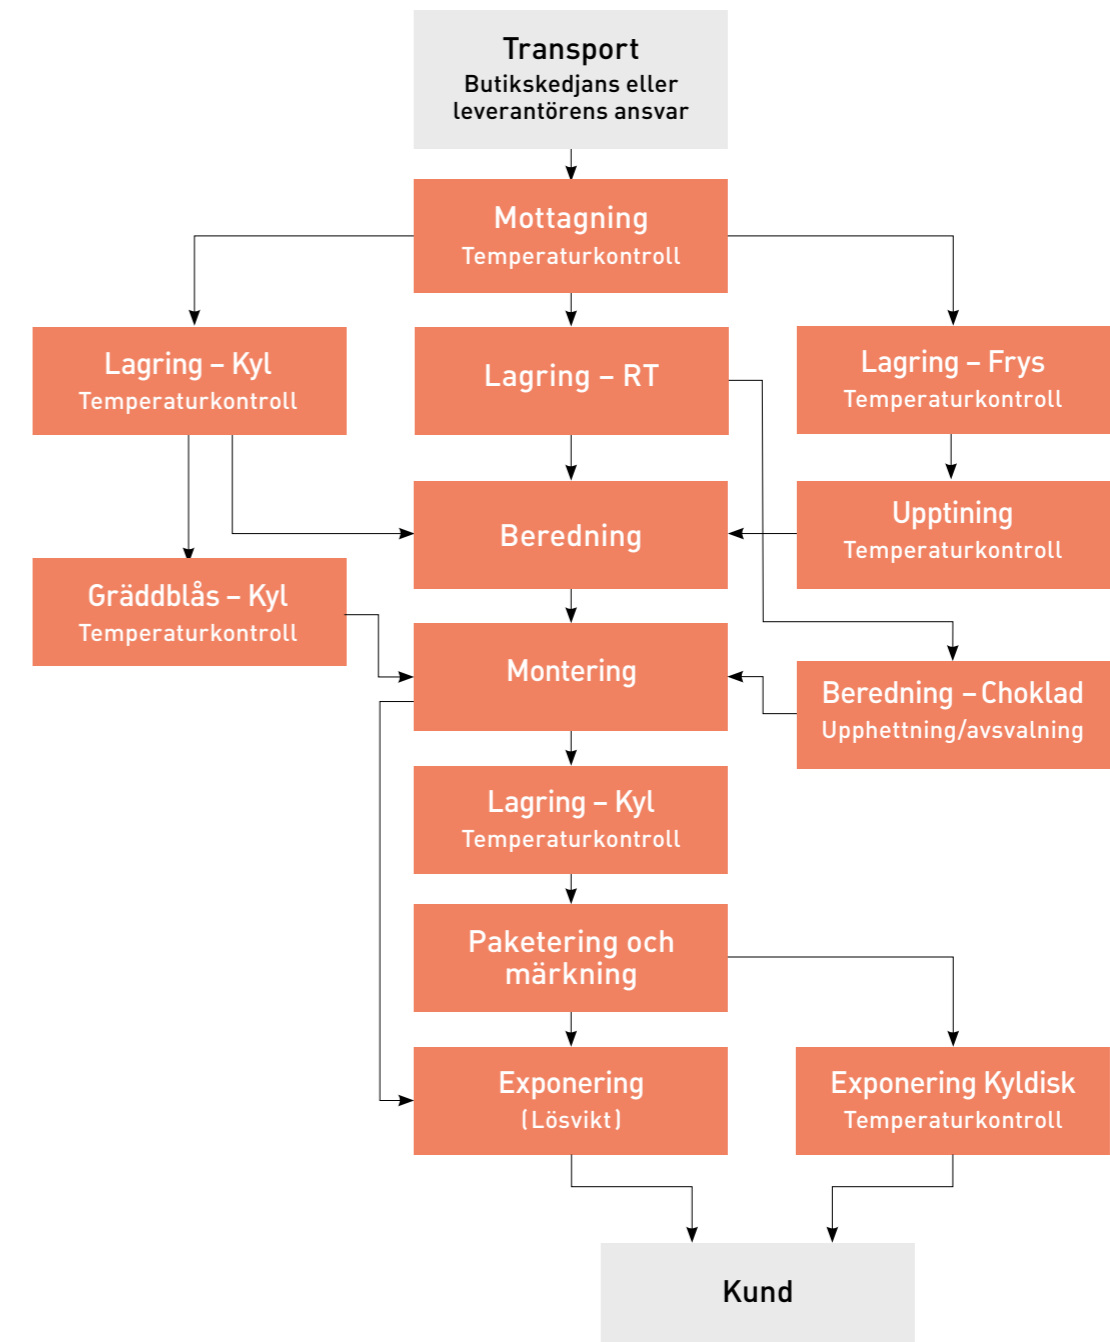 Transport
Butikskedjans eller
leverantörens ansvar
Mottagning
Temperaturkontroll
Lagring – Kyl
Temperaturkontroll
Lagring – RT
Lagring – Frys
Temperaturkontroll
Beredning
Upptining
Temperaturkontroll
Gräddblås – Kyl
Temperaturkontroll
Montering
Beredning – Choklad
Upphettning/avsvalning
Lagring – Kyl
Temperaturkontroll
Paketering och
märkning
Exponering
(Lösvikt)
Exponering Kyldisk
Temperaturkontroll
Kund